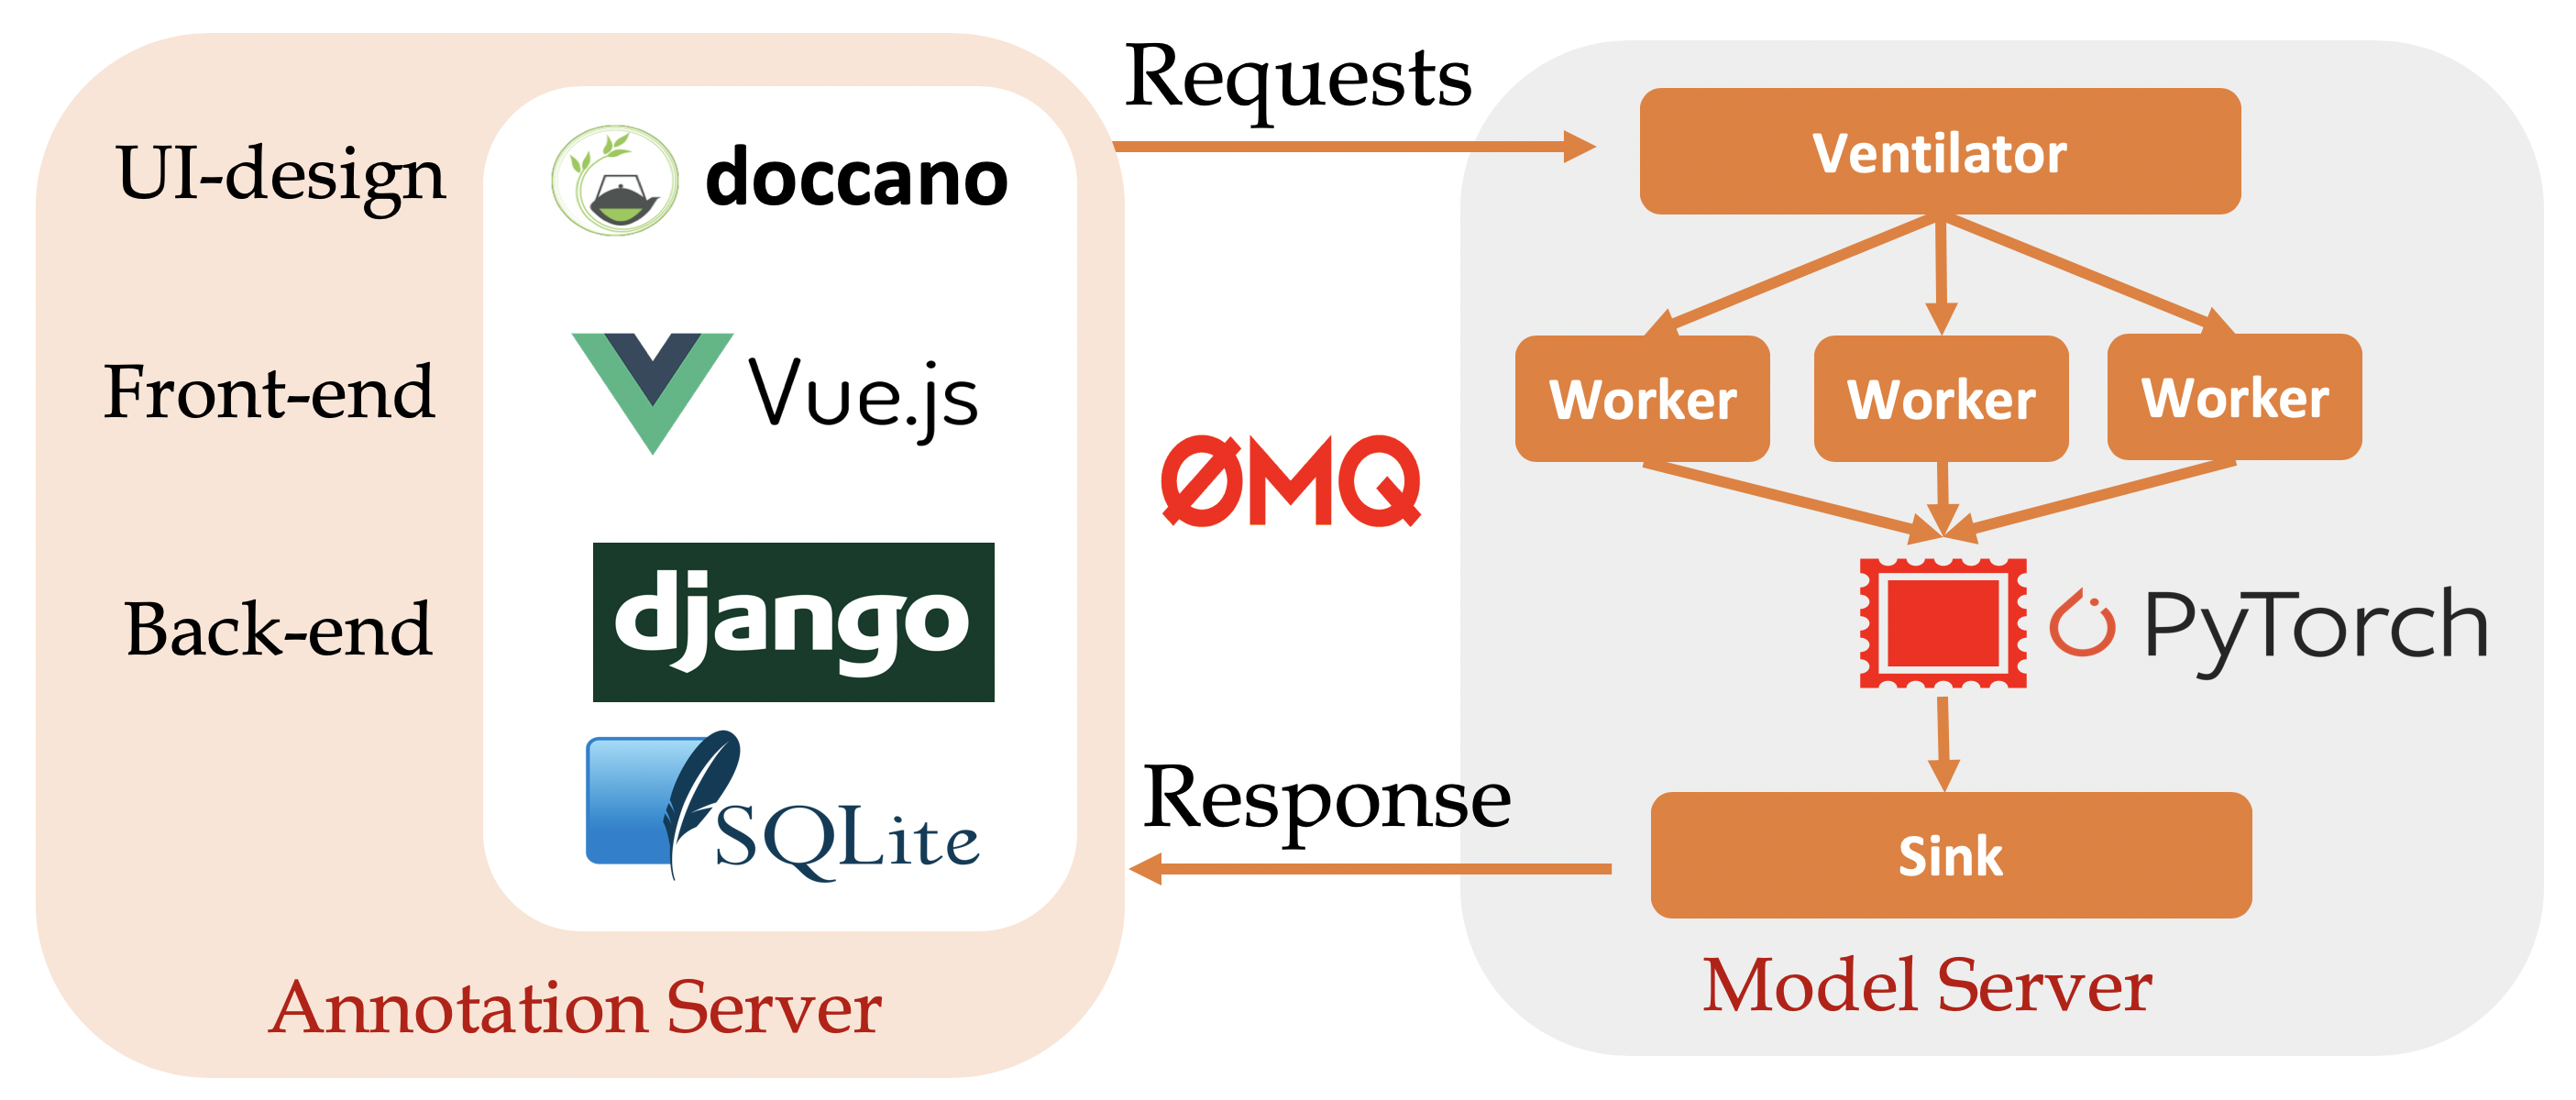 UI-design
doccano
Front-end
Vue.js
Back-end
django
SQLite
Annotation Server
Requests
ØMQ
Response
Ventilator
Worker
Worker
Worker
PyTorch
Sink
Model Server